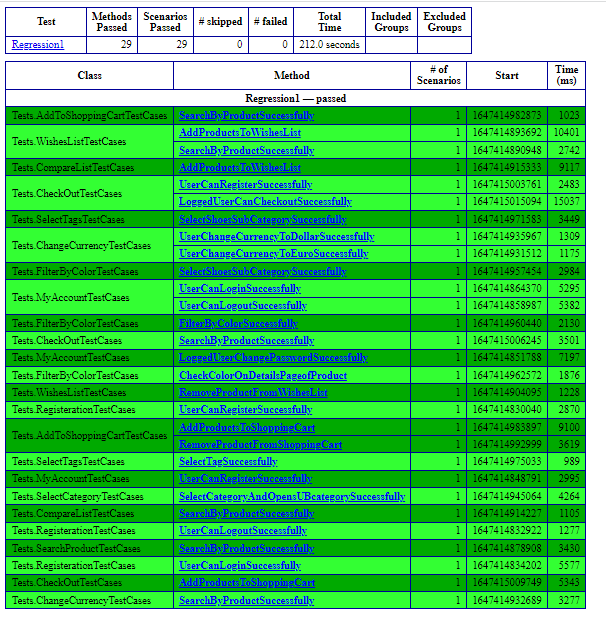 Test Methods Passed Scenarios Passed # skipped # failed Total Time Included Groups Excluded Groups
Regression1 29 29 0 0 212.0 seconds
Class Method # of Scenarios Start Time (ms)
Regression1 — passed
Tests.AddToShoppingCartTestCases SearchByProductSuccessfully 1 1647414982873 1023
Tests.WishesListTestCases AddProductsToWishesList 1 1647414893692 10401
SearchByProductSuccessfully 1 1647414890948 2742
Tests.CompareListTestCases AddProductsToWishesList 1 1647414915333 9117
Tests.CheckOutTestCases UserCanRegisterSuccessfully 1 1647415003761 2483
LoggedUserCanCheckoutSuccessfully 1 1647415015094 15037
Tests.SelectTagsTestCases SelectShoesSubCategorySuccessfully 1 1647414971583 3449
Tests.ChangeCurrencyTestCases UserChangeCurrencyToDollarSuccessfully 1 1647414935967 1309
UserChangeCurrencyToEuroSuccessfully 1 1647414931512 1175
Tests.FilterByColorTestCases SelectShoesSubCategorySuccessfully 1 1647414957454 2984
Tests.MyAccountTestCases UserCanLoginSuccessfully 1 1647414864370 5295
UserCanLogoutSuccessfully 1 1647414858987 5382
Tests.FilterByColorTestCases FilterByColorSuccessfully 1 1647414960440 2130
Tests.CheckOutTestCases SearchByProductSuccessfully 1 1647415006245 3501
Tests.MyAccountTestCases LoggedUserChangePasswordSuccessfully 1 1647414851788 7197
Tests.FilterByColorTestCases CheckColorOnDetailsPageofProduct 1 1647414962572 1876
Tests.WishesListTestCases RemoveProductFromWishesList 1 1647414904095 1228
Tests.RegisterationTestCases UserCanRegisterSuccessfully 1 1647414830040 2870
Tests.AddToShoppingCartTestCases AddProductsToShoppingCart 1 1647414983897 9100
RemoveProductFromShoppingCart 1 1647414992999 3619
Tests.SelectTagsTestCases SelectTagSuccessfully 1 1647414975033 989
Tests.MyAccountTestCases UserCanRegisterSuccessfully 1 1647414848791 2995
Tests.SelectCategoryTestCases SelectCategoryAndOpensUBcategorySuccessfully 1 1647414945064 4264
Tests.CompareListTestCases SearchByProductSuccessfully 1 1647414914227 1105
Tests.RegisterationTestCases UserCanLogoutSuccessfully 1 1647414832922 1277
Tests.SearchProductTestCases SearchByProductSuccessfully 1 1647414878908 3450
Tests.RegisterationTestCases UserCanLoginSuccessfully 1 1647414834202 5577
Tests.CheckOutTestCases AddProductsToShoppingCart 1 1647415009749 5343
Tests.ChangeCurrencyTestCases SearchByProductSuccessfully 1 1647414932689 3277